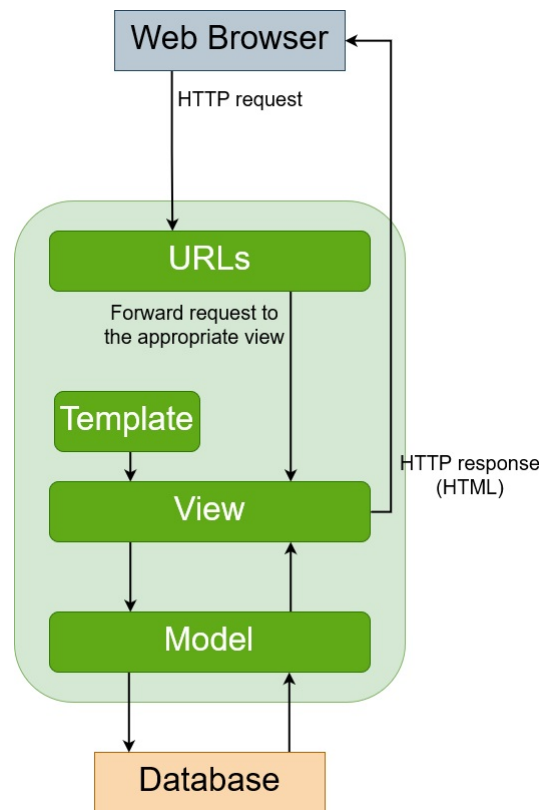 Web Browser
HTTP request
URLs
Forward request to
the appropriate view
Template
View
HTTP response
(HTML)
Model
Database